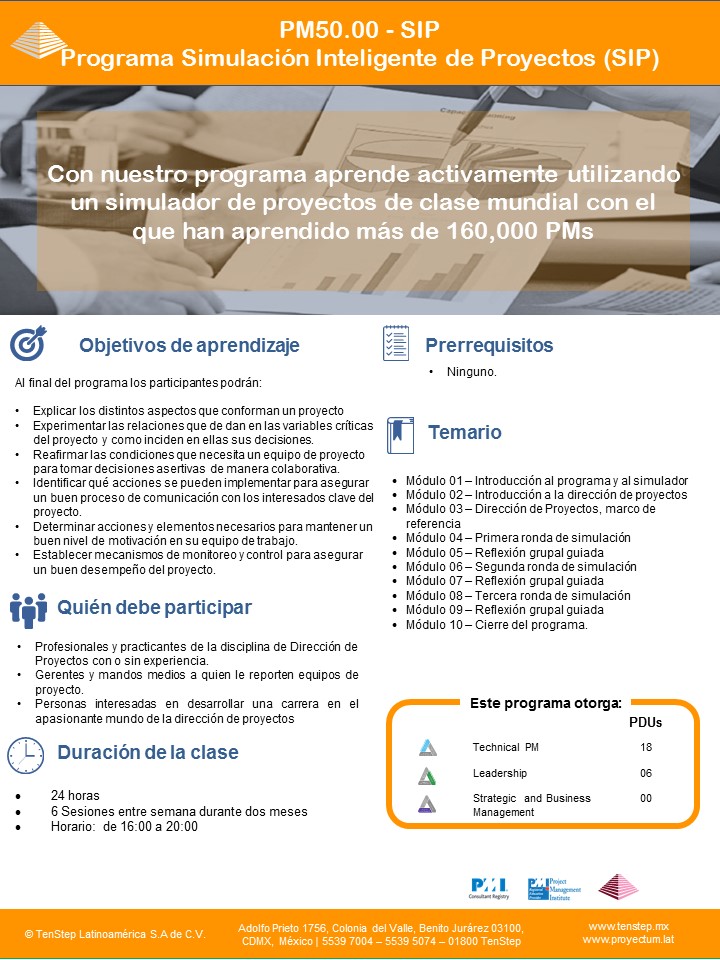 PM50.00 - SIP
Programa Simulación Inteligente de Proyectos (SIP)
Con nuestro programa aprende activamente utilizando
un simulador de proyectos de clase mundial con el
que han aprendido más de 160,000 PMs
Objetivos de aprendizaje
Al final del programa los participantes podrán:
• Explicar los distintos aspectos que conforman un proyecto
• Experimentar las relaciones que de dan en las variables críticas
del proyecto y como inciden en ellas sus decisiones.
• Reafirmar las condiciones que necesita un equipo de proyecto
para tomar decisiones asertivas de manera colaborativa.
• Identificar qué acciones se pueden implementar para asegurar
un buen proceso de comunicación con los interesados clave del
proyecto.
• Determinar acciones y elementos necesarios para mantener un
buen nivel de motivación en su equipo de trabajo.
• Establecer mecanismos de monitoreo y control para asegurar
un buen desempeño del proyecto.
Quién debe participar
• Profesionales y practicantes de la disciplina de Dirección de
Proyectos con o sin experiencia.
• Gerentes y mandos medios a quien le reporten equipos de
proyecto.
• Personas interesadas en desarrollar una carrera en el
apasionante mundo de la dirección de proyectos
Duración de la clase
• 24 horas
• 6 Sesiones entre semana durante dos meses
• Horario: de 16:00 a 20:00
Prerrequisitos
• Ninguno.
Temario
• Módulo 01 – Introducción al programa y al simulador
• Módulo 02 – Introducción a la dirección de proyectos
• Módulo 03 – Dirección de Proyectos, marco de
referencia
• Módulo 04 – Primera ronda de simulación
• Módulo 05 – Reflexión grupal guiada
• Módulo 06 – Segunda ronda de simulación
• Módulo 07 – Reflexión grupal guiada
• Módulo 08 – Tercera ronda de simulación
• Módulo 09 – Reflexión grupal guiada
• Módulo 10 – Cierre del programa.
Este programa otorga:
PDUs
Technical PM 18
Leadership 06
Strategic and Business 00
Management
PMI
Consultant Registry
PMI
Project
Management
Institute
© TenStep Latinoamérica S.A de C.V.
Adolfo Prieto 1756, Colonia del Valle, Benito Jurárez 03100,
CDMX, México | 5539 7004 – 5539 5074 – 01800 TenStep
www.tenstep.mx
www.proyectum.lat